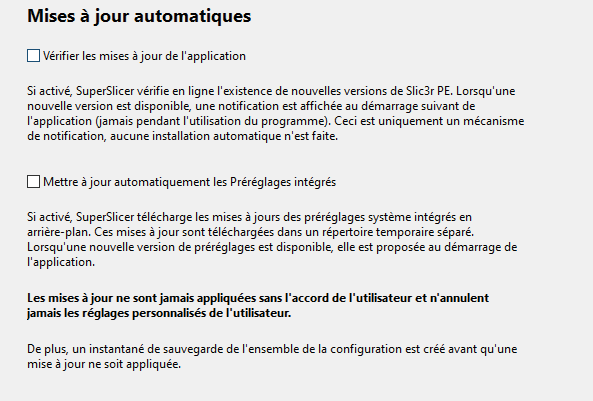 Mises à jour automatiques
Vérifier les mises à jour de l'application
Si activé, SuperSlicer vérifie en ligne l'existence de nouvelles versions de Slic3r PE. Lorsqu'une
nouvelle version est disponible, une notification est affichée au démarrage suivant de
l'application (jamais pendant l'utilisation du programme). Ceci est uniquement un mécanisme
de notification, aucune installation automatique n'est faite.
Mettre à jour automatiquement les Préréglages intégrés
Si activé, SuperSlicer télécharge les mises à jours des préréglages système intégrés en
arrière-plan. Ces mises à jour sont téléchargées dans un répertoire temporaire séparé.
Lorsqu'une nouvelle version de préréglages est disponible, elle est proposée au démarrage de
l'application.
Les mises à jour ne sont jamais appliquées sans l'accord de l'utilisateur et n'annulent
jamais les réglages personnalisés de l'utilisateur.
De plus, un instantané de sauvegarde de l'ensemble de la configuration est créé avant qu'une
mise à jour ne soit appliquée.